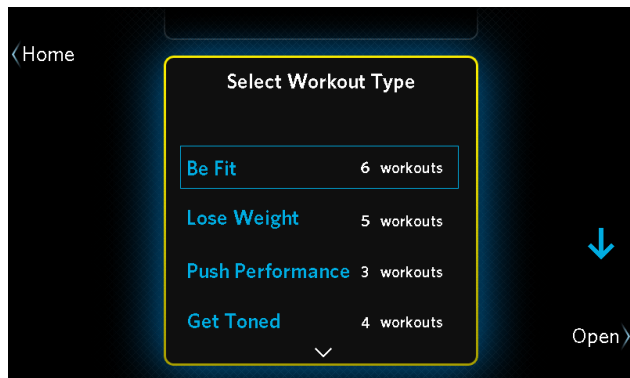 Home
Select Workout Type
Be Fit 6 workouts
Lose Weight 5 workouts
Push Performance 3 workouts
Get Toned 4 workouts
Open